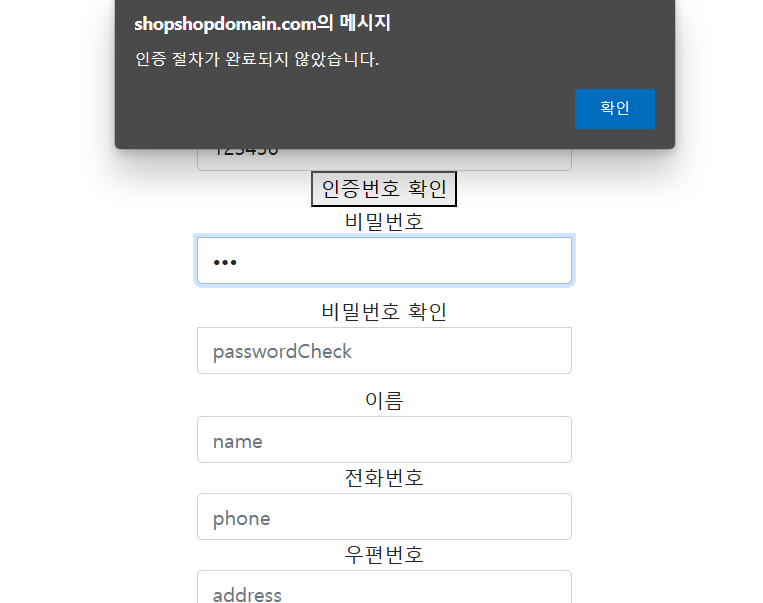 shopshopdomain.com의 메시지
인증 절차가 완료되지 않았습니다.
확인
123456
인증번호 확인
비밀번호
•••
비밀번호 확인
passwordCheck
이름
name
전화번호
phone
우편번호
address